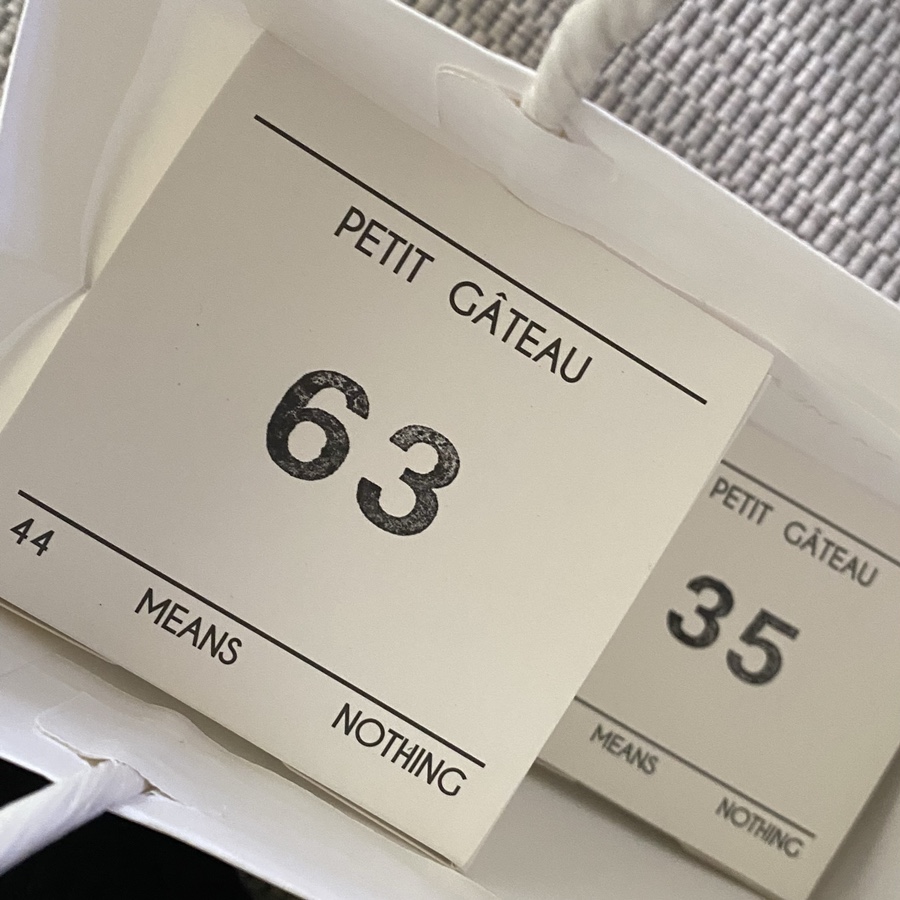 PETIT GÂTEAU
63
44 MEANS NOTHING
PETIT GÂTEAU
35
MEANS NOTHING